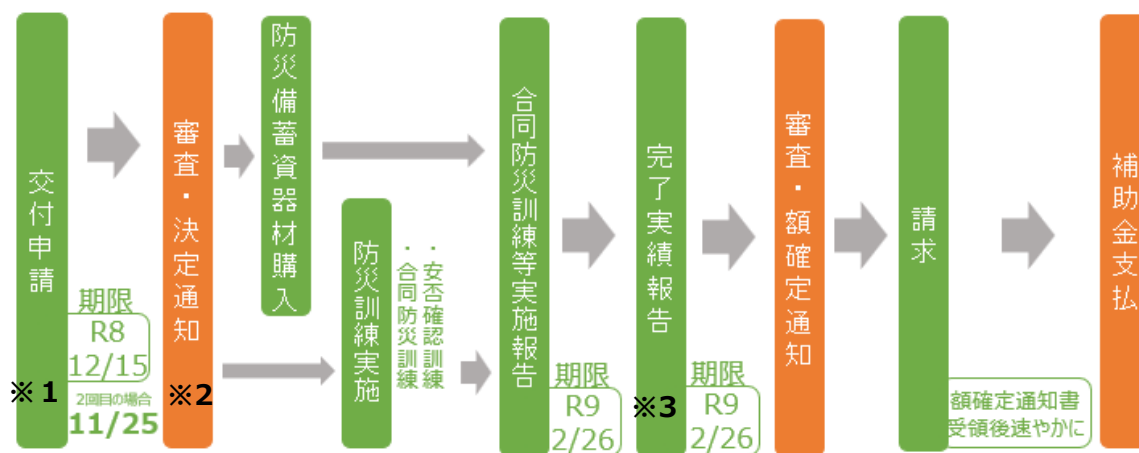 交付申請
※1
期限
R8
12/15
2回目の場合
11/25
審査・決定通知
※2
防災備蓄資器材購入
防災訓練実施
・安否確認訓練
・合同防災訓練
合同防災訓練等実施報告
期限
R9
2/26
完了実績報告
※3
期限
R9
2/26
審査・額確定通知
請求
額確定通知書
受領後速やかに
補助金支払